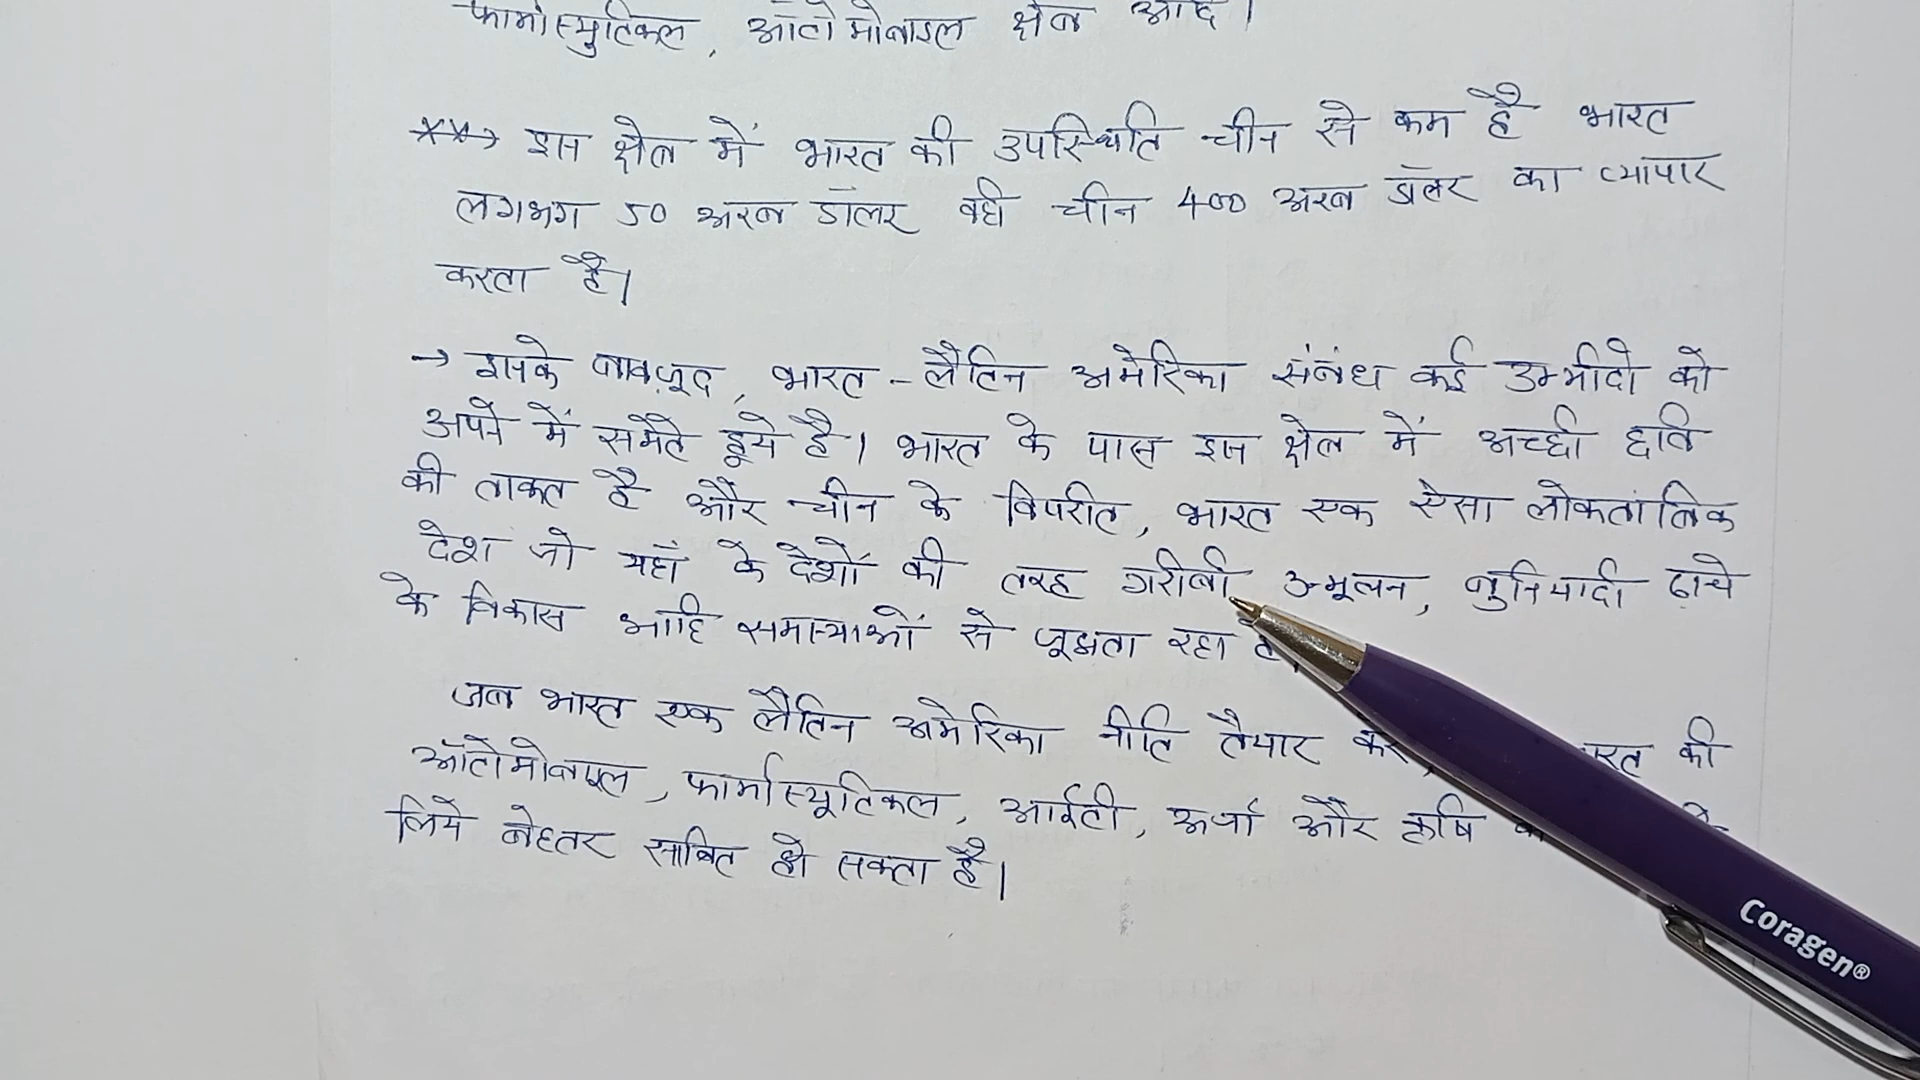 फार्मास्युटिकल, ऑटोमोबाइल क्षेत्र आदि।
**→ इस क्षेत्र में भारत की उपस्थिति चीन से कम है भारत
लगभग 50 अरब डॉलर वही चीन 400 अरब डॉलर का व्यापार
करता है।
→ इसके बावजूद, भारत-लैटिन अमेरिका संबंध कई उम्मीदो को
अपने में समेटे हूये है। भारत के पास इस क्षेत्र में अच्छी छवि
की ताकत है और चीन के विपरीत, भारत एक ऐसा लोकतांत्रिक
देश जो यहाँ के देशों की तरह गरीबी उन्मूलन, बुनियादी ढ़ाचे
के विकास आदि समास्याओं से जूझता रहा है।
जब भारत एक लैटिन अमेरिका नीति तैयार की
ऑटोमोबाइल, फार्मास्यूटिकल, आईटी, ऊर्जा और कृषि
लिये बेहतर साबित हो सकता है।
Coragen®